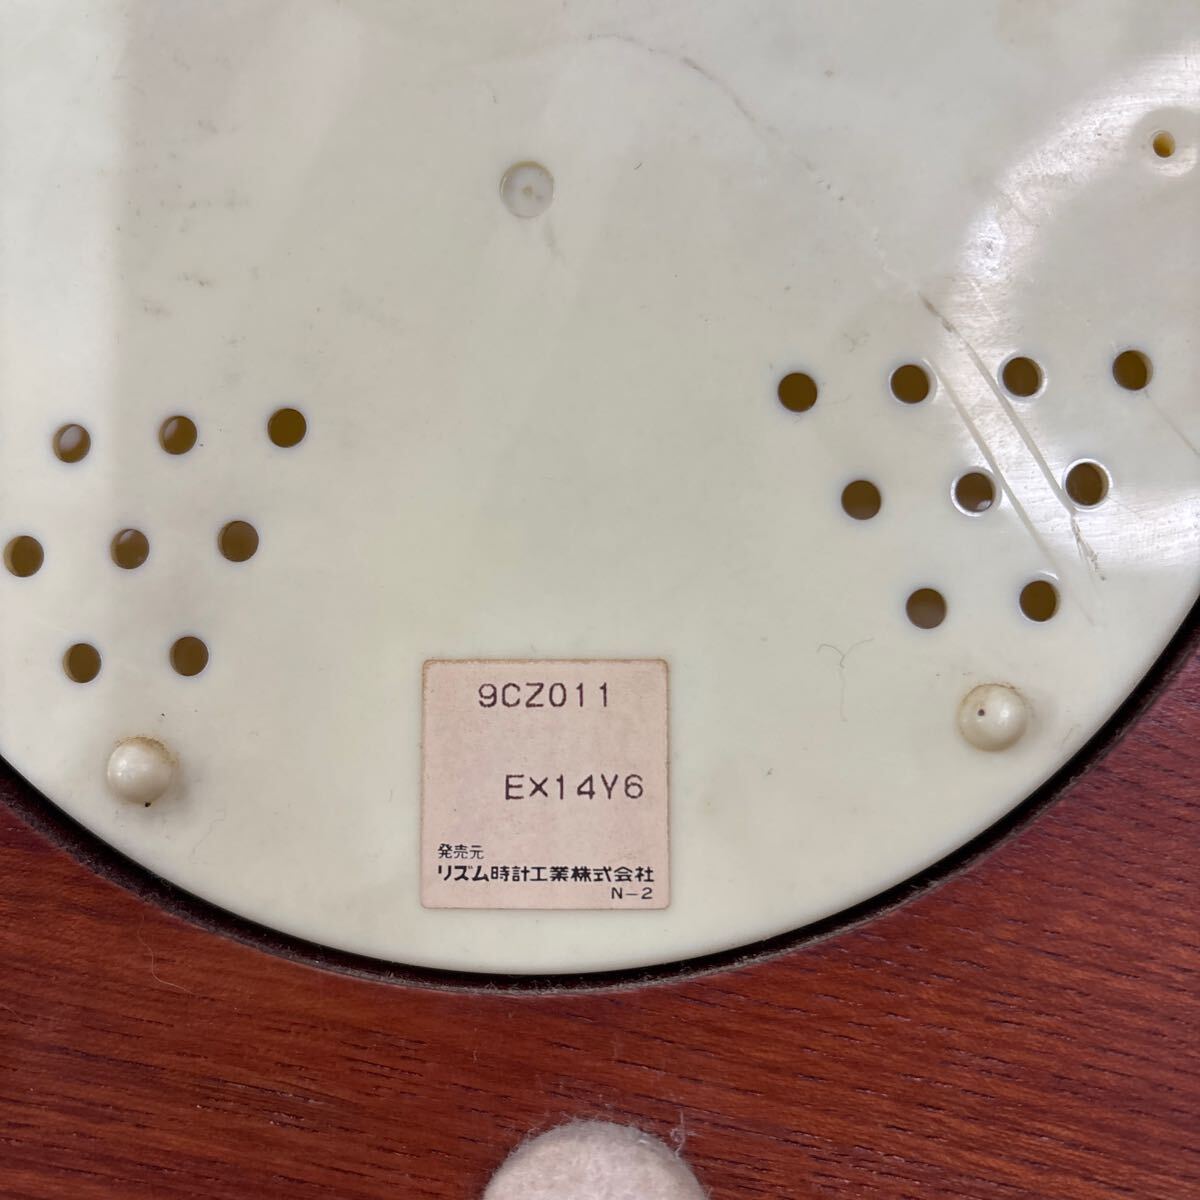 9CZ011
EX14Y6
発売元
リズム時計工業株式会社
N-2